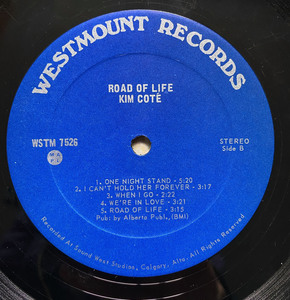 WESTMOUNT RECORDS
ROAD OF LIFE
KIM COTÈ
WSTM 7526
STEREO
Side B
1. ONE NIGHT STAND - 5:20
2. I CAN'T HOLD HER FOREVER - 3:17
3. WHEN I GO - 2:22
4. WE'RE IN LOVE - 3:21
5. ROAD OF LIFE - 3:15
Pub: by Alberta Publ. (BMI)
Recorded At Sound West Studios, Calgary, Alta. All Rights Reserved.